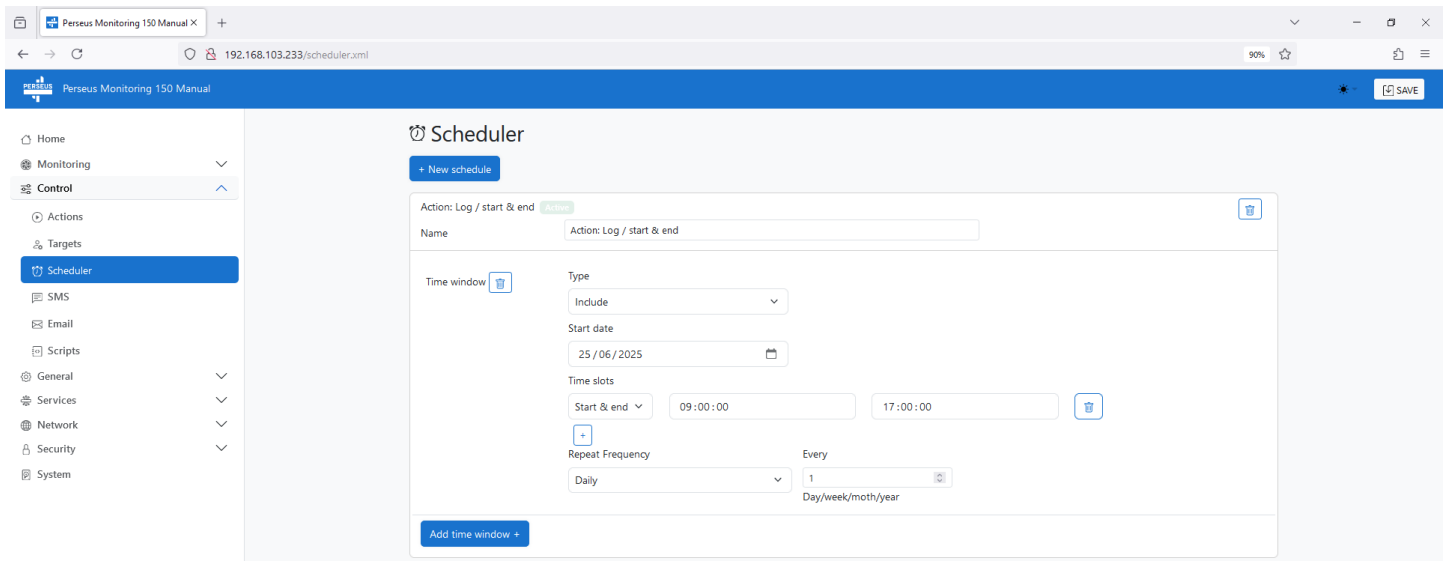 Perseus Monitoring 150 Manual
192.168.103.233/scheduler.xml
90%
PERSEUS
Perseus Monitoring 150 Manual
SAVE
Home
Monitoring
Control
Actions
Targets
Scheduler
SMS
Email
Scripts
General
Services
Network
Security
System
Scheduler
+ New schedule
Action: Log / start & end Active
Name
Action: Log / start & end
Time window
Type
Include
Start date
25/06/2025
Time slots
Start & end
09:00:00
17:00:00
+
Repeat Frequency
Every
Daily
1
Day/week/moth/year
Add time window +